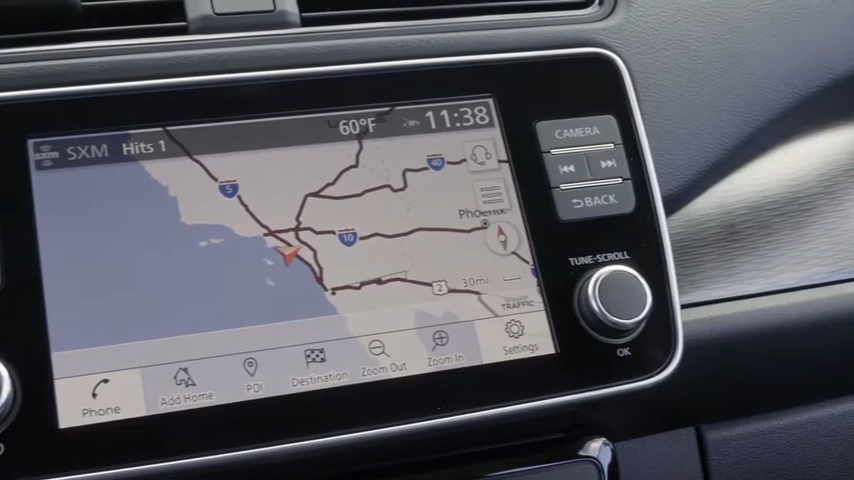 60°F
11:38
SXM SXM Hits 1
CAMERA
5
40
BACK
Phoenix
10
TUNE·SCROLL
2
30mi
TRAFFIC
Phone
Add Home
POI
Destination
Zoom Out
Zoom In
Settings
OK